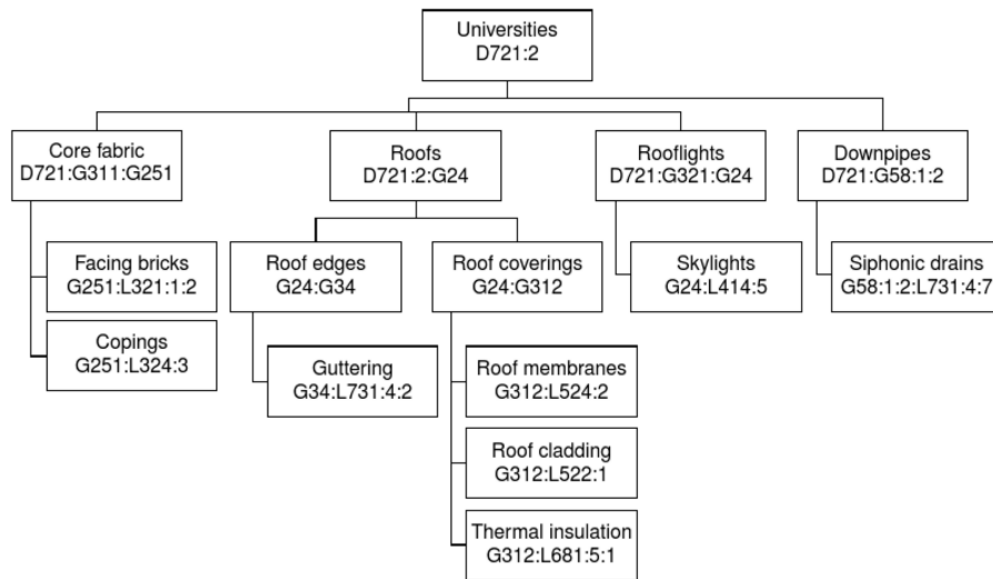 Universities
D721:2
Core fabric
D721:G311:G251
Roofs
D721:2:G24
Rooflights
D721:G321:G24
Downpipes
D721:G58:1:2
Facing bricks
G251:L321:1:2
Roof edges
G24:G34
Roof coverings
G24:G312
Skylights
G24:L414:5
Siphonic drains
G58:1:2:L731:4:7
Copings
G251:L324:3
Guttering
G34:L731:4:2
Roof membranes
G312:L524:2
Roof cladding
G312:L522:1
Thermal insulation
G312:L681:5:1